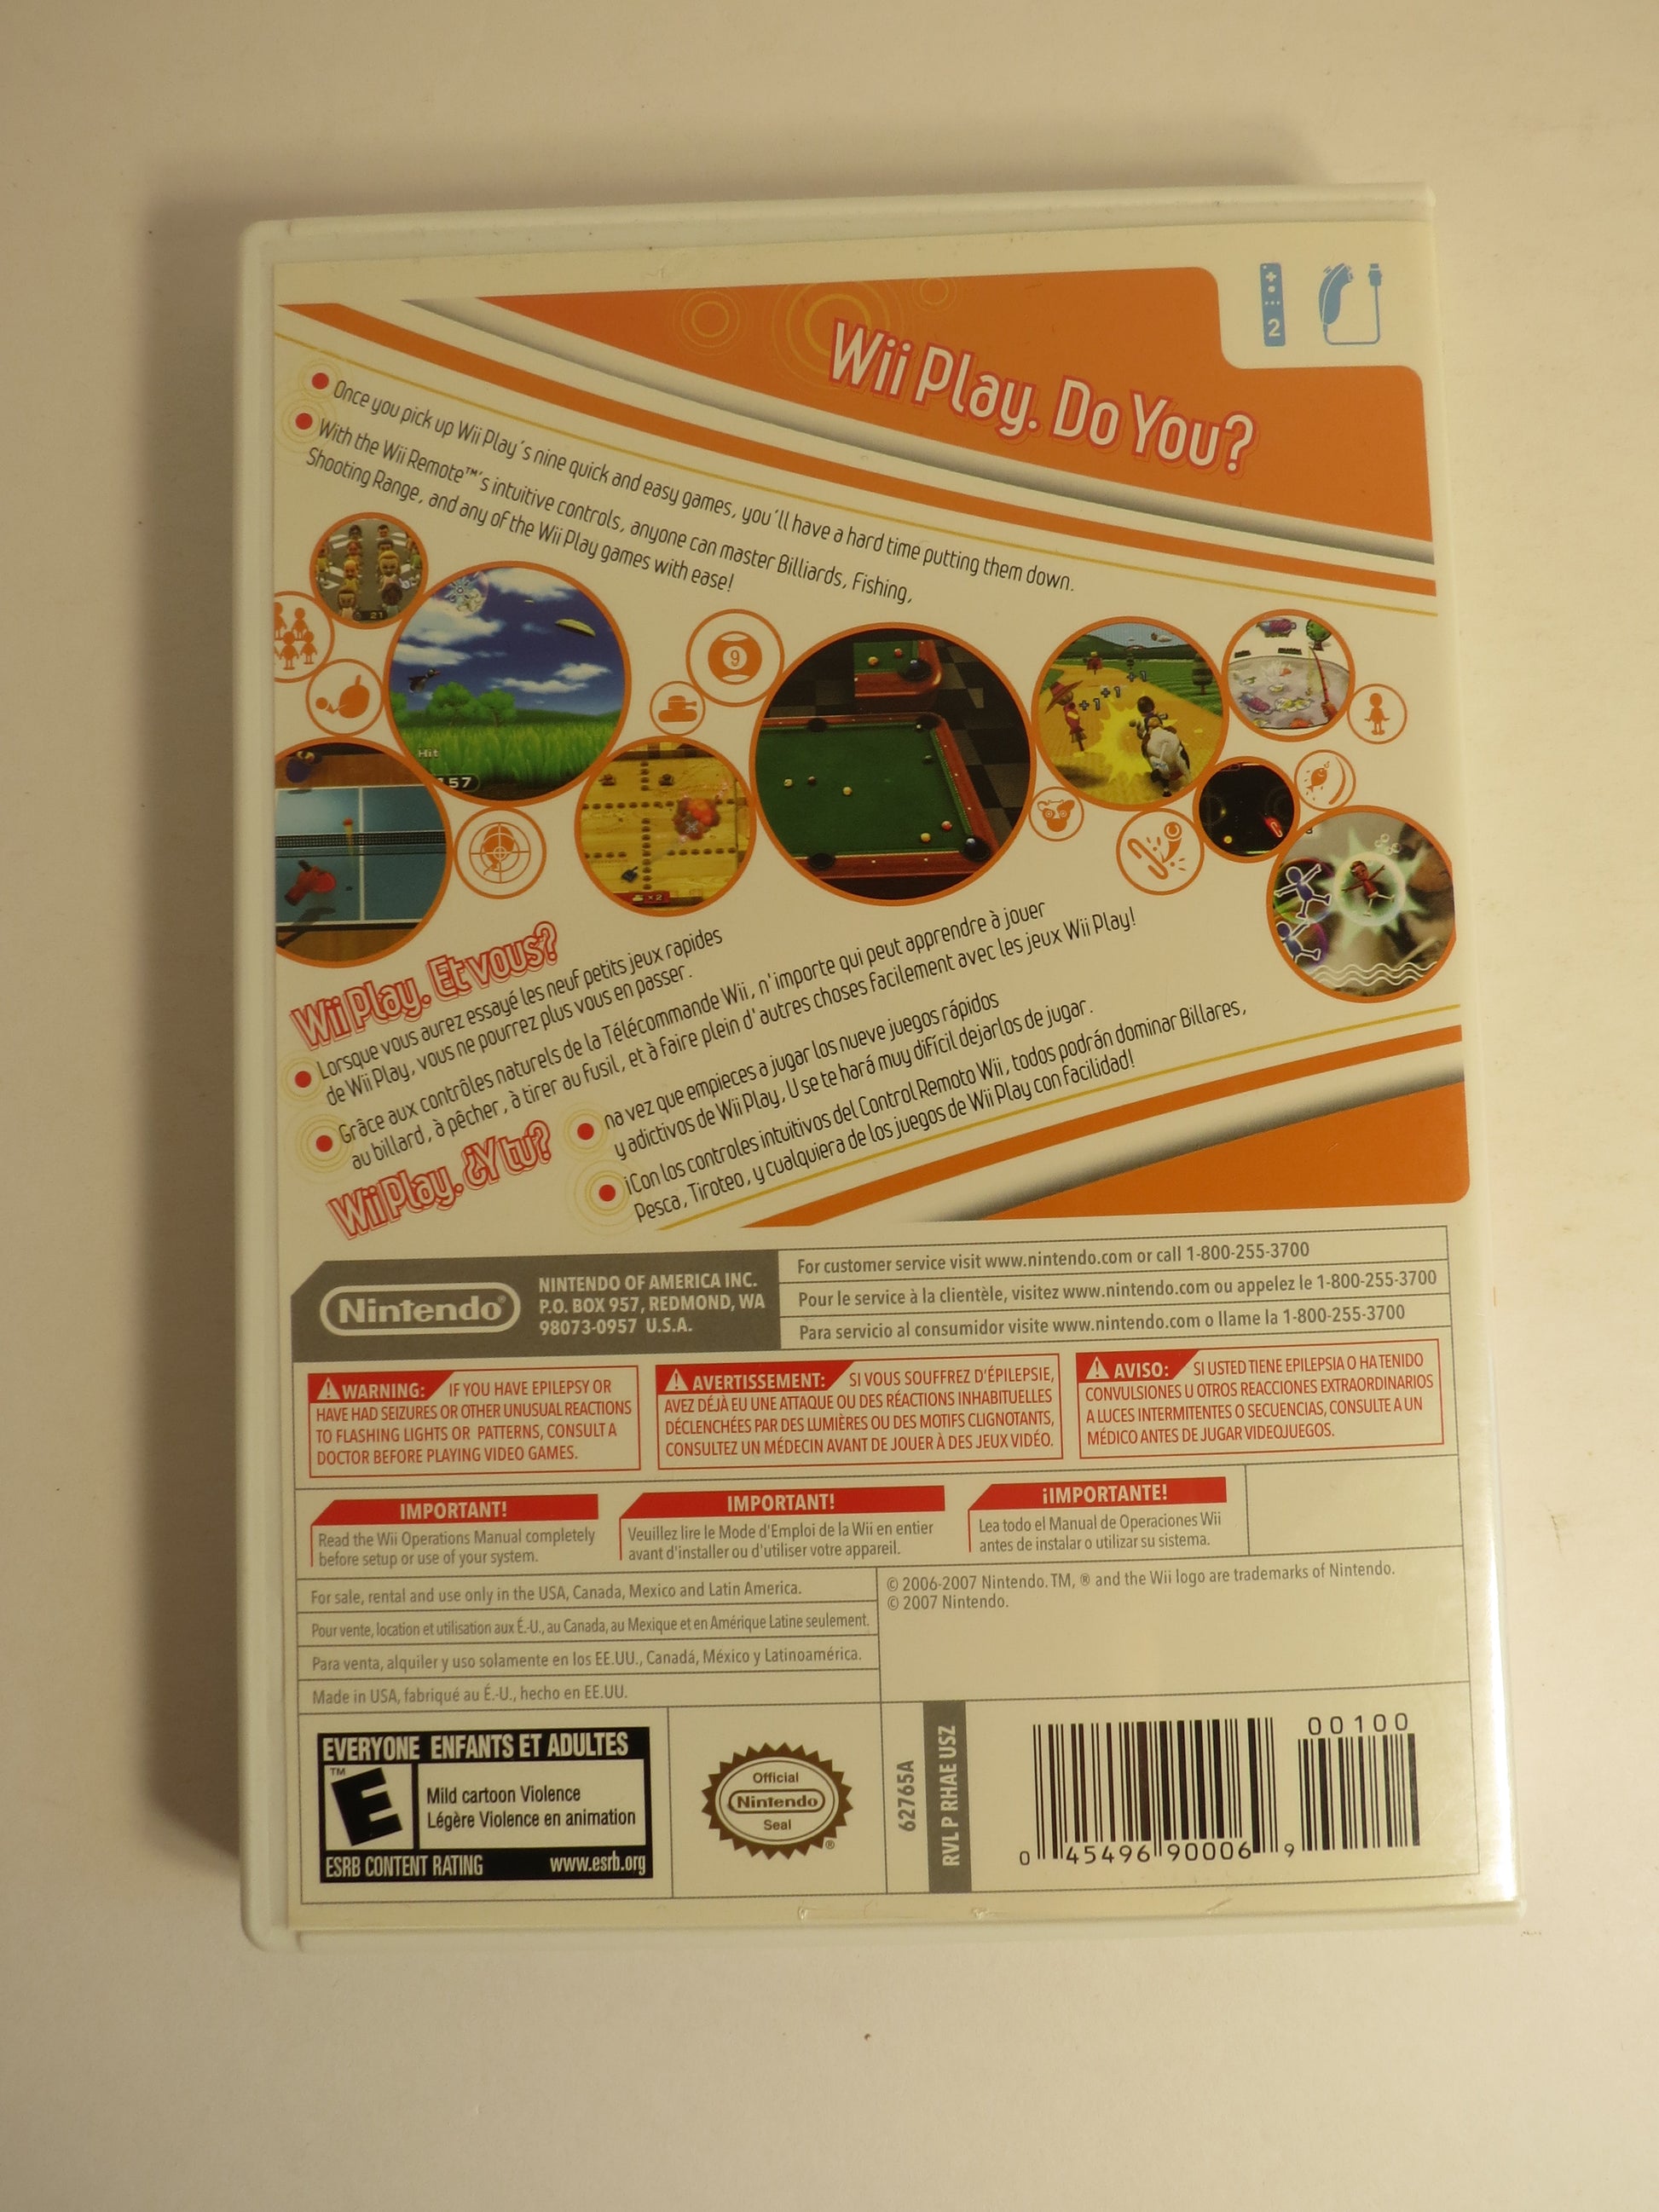 2
Wii Play. Do You?
Once you pick up Wii Play's nine quick and easy games, you'll have a hard time putting them down.
With the Wii Remote™'s intuitive controls, anyone can master Billiards, Fishing,
Shooting Range, and any of the Wii Play games with ease!
21
9
Hit
57
+1
+1
+1
x2
Wii Play. Et vous?
Lorsque vous aurez essayé les neuf petits jeux rapides
de Wii Play, vous ne pourrez plus vous en passer.
Grâce aux contrôles naturels de la Télécommande Wii, n'importe qui peut apprendre à jouer
au billard, à pêcher, à tirer au fusil, et à faire plein d'autres choses facilement avec les jeux Wii Play!
Wii Play. ¿Y tu?
na vez que empieces a jugar los nueve juegos rápidos
y adictivos de Wii Play, U se te hará muy difícil dejarlos de jugar.
¡Con los controles intuitivos del Control Remoto Wii, todos podrán dominar Billares,
Pesca, Tiroteo, y cualquiera de los juegos de Wii Play con facilidad!
Nintendo®
NINTENDO OF AMERICA INC.
P.O. BOX 957, REDMOND, WA
98073-0957 U.S.A.
For customer service visit www.nintendo.com or call 1-800-255-3700
Pour le service à la clientèle, visitez www.nintendo.com ou appelez le 1-800-255-3700
Para servicio al consumidor visite www.nintendo.com o llame la 1-800-255-3700
WARNING: IF YOU HAVE EPILEPSY OR
HAVE HAD SEIZURES OR OTHER UNUSUAL REACTIONS
TO FLASHING LIGHTS OR PATTERNS, CONSULT A
DOCTOR BEFORE PLAYING VIDEO GAMES.
AVERTISSEMENT: SI VOUS SOUFFREZ D'ÉPILEPSIE,
AVEZ DÉJÀ EU UNE ATTAQUE OU DES RÉACTIONS INHABITUELLES
DÉCLENCHÉES PAR DES LUMIÈRES OU DES MOTIFS CLIGNOTANTS,
CONSULTEZ UN MÉDECIN AVANT DE JOUER À DES JEUX VIDÉO.
AVISO: SI USTED TIENE EPILEPSIA O HA TENIDO
CONVULSIONES U OTROS REACCIONES EXTRAORDINARIOS
A LUCES INTERMITENTES O SECUENCIAS, CONSULTE A UN
MÉDICO ANTES DE JUGAR VIDEOJUEGOS.
IMPORTANT!
Read the Wii Operations Manual completely
before setup or use of your system.
IMPORTANT!
Veuillez lire le Mode d'Emploi de la Wii en entier
avant d'installer ou d'utiliser votre appareil.
¡IMPORTANTE!
Lea todo el Manual de Operaciones Wii
antes de instalar o utilizar su sistema.
For sale, rental and use only in the USA, Canada, Mexico and Latin America.
Pour vente, location et utilisation aux É.-U., au Canada, au Mexique et en Amérique Latine seulement.
Para venta, alquiler y uso solamente en los EE.UU., Canadá, México y Latinoamérica.
Made in USA, fabriqué au É.-U., hecho en EE.UU.
© 2006-2007 Nintendo. TM, ® and the Wii logo are trademarks of Nintendo.
© 2007 Nintendo.
EVERYONE ENFANTS ET ADULTES
TM
E
Mild cartoon Violence
Légère Violence en animation
ESRB CONTENT RATING www.esrb.org
Official
Nintendo
Seal
®
62765A
RVL P RHAE USZ
00100
0 45496 90006 9